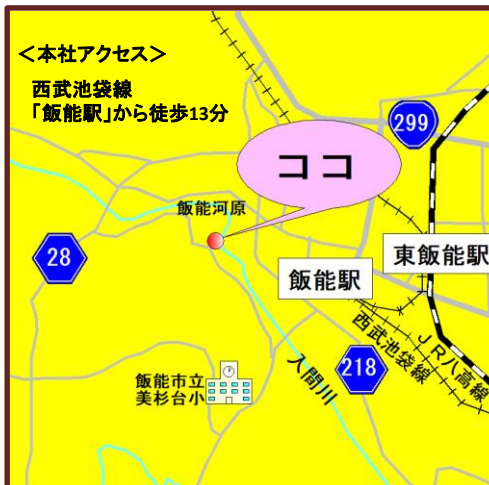 ＜本社アクセス＞
西武池袋線
「飯能駅」から徒歩13分
299
ココ
飯能河原
28
飯能駅
東飯能駅
西武池袋線
JR八高線
入間川
218
飯能市立
美杉台小